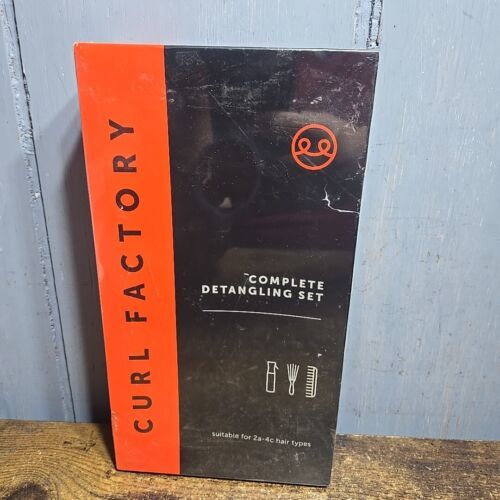 CURL FACTORY
COMPLETE
DETANGLING SET
suitable for 2a-4c hair types